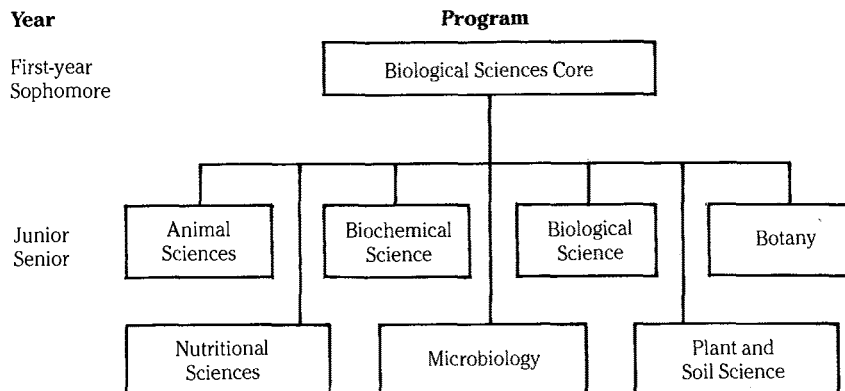 Year Program
First-year
Sophomore
Biological Sciences Core
Junior
Senior
Animal
Sciences
Biochemical
Science
Biological
Science
Botany
Nutritional
Sciences
Microbiology
Plant and
Soil Science